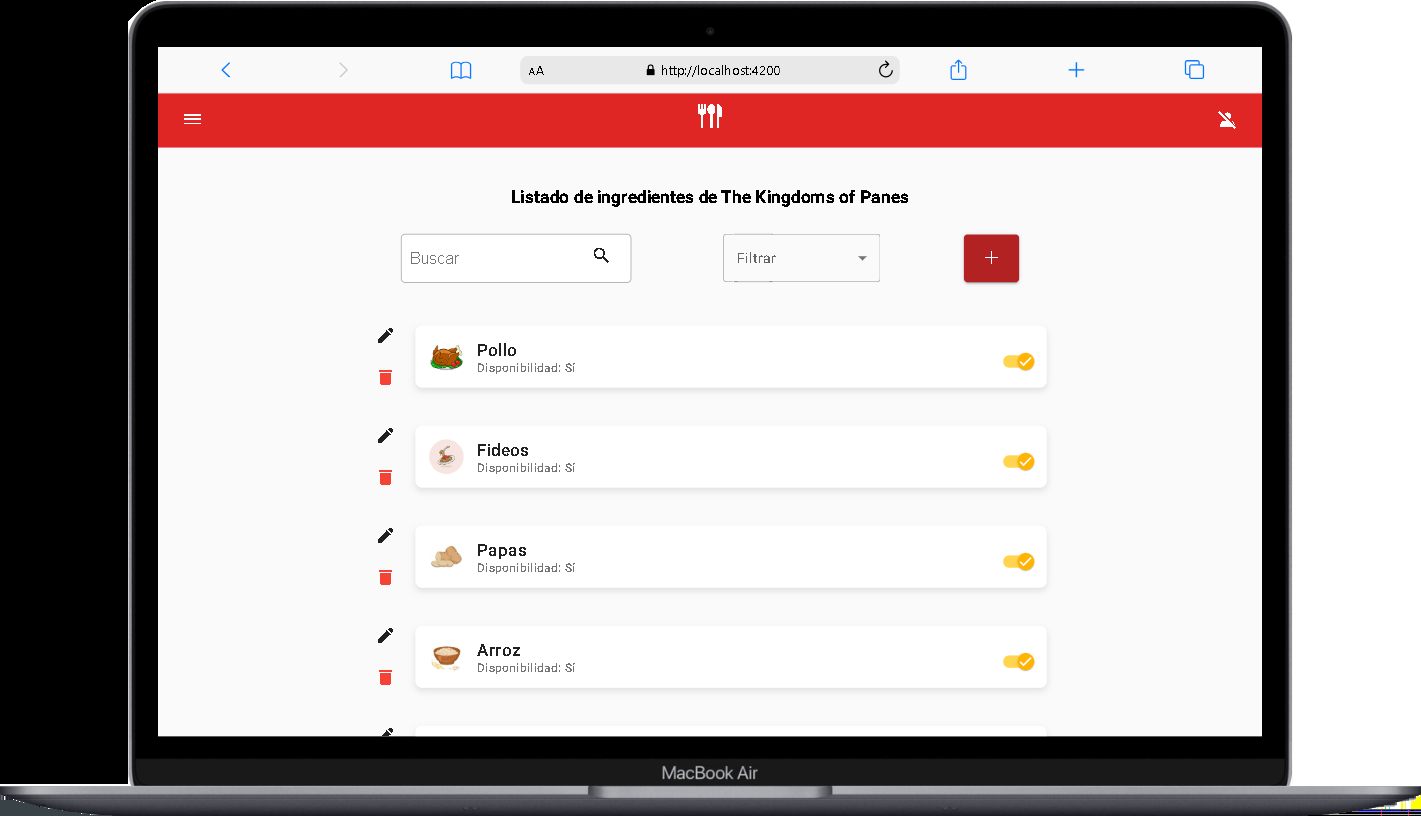 AA http://localhost:4200
Listado de ingredientes de The Kingdoms of Panes
Buscar
Filtrar
Pollo
Disponibilidad: Sí
Fideos
Disponibilidad: Sí
Papas
Disponibilidad: Sí
Arroz
Disponibilidad: Sí
MacBook Air